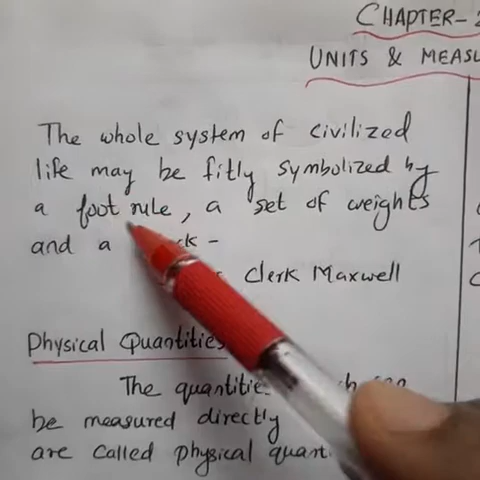 CHAPTER-
UNITS & MEASU
The whole system of civilized
life may be fitly symbolized by
a foot rule, a set of weights
and a
Clerk Maxwell
Physical Quantities
The
be measured directly
are called physical